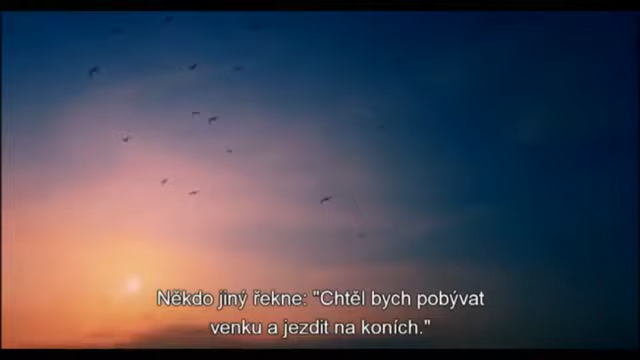 Někdo jiný řekne: "Chtěl bych pobývat
venku a jezdit na koních."